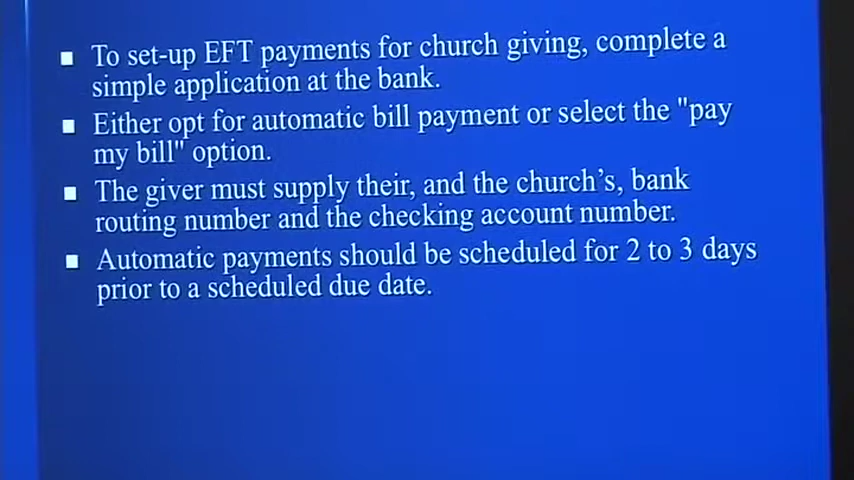 To set-up EFT payments for church giving, complete a
simple application at the bank.
Either opt for automatic bill payment or select the "pay
my bill" option.
The giver must supply their, and the church's, bank
routing number and the checking account number.
Automatic payments should be scheduled for 2 to 3 days
prior to a scheduled due date.